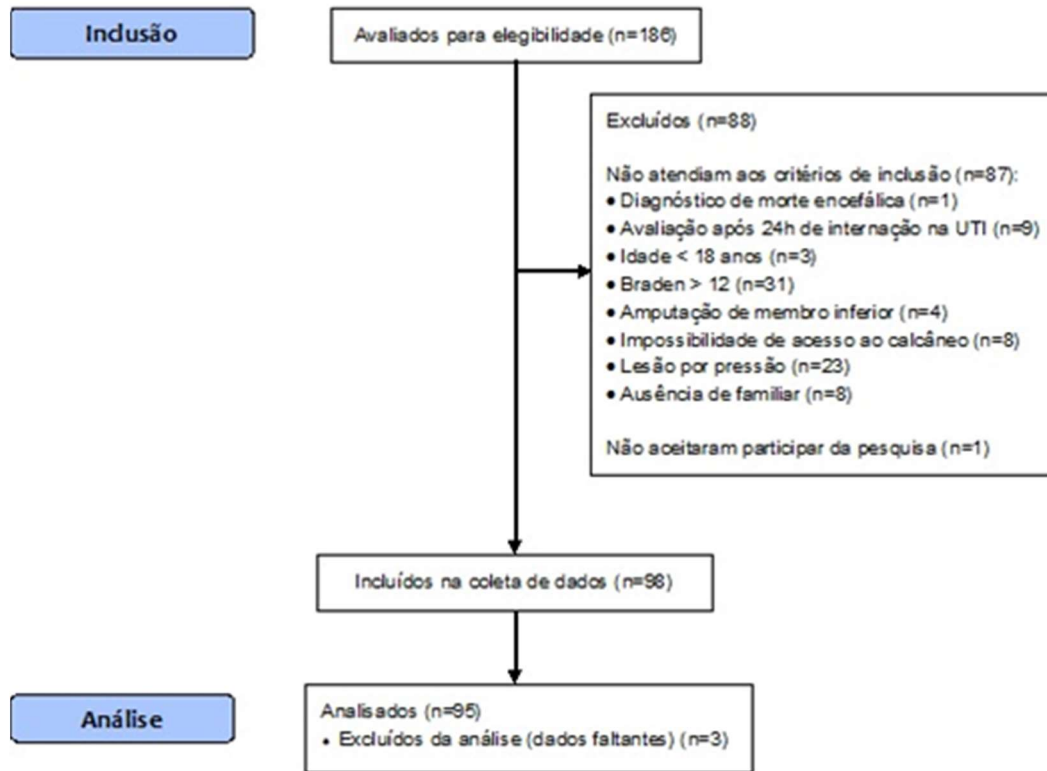 Inclusão
Avaliados para elegibilidade (n=186)
Excluídos (n=88)
Não atendiam aos critérios de inclusão (n=87):
• Diagnóstico de morte encefálica (n=1)
• Avaliação após 24h de internação na UTI (n=9)
• Idade < 18 anos (n=3)
• Braden > 12 (n=31)
• Amputação de membro inferior (n=4)
• Impossibilidade de acesso ao calcâneo (n=8)
• Lesão por pressão (n=23)
• Ausência de familiar (n=8)
Não aceitaram participar da pesquisa (n=1)
Incluídos na coleta de dados (n=98)
Análise
Analisados (n=95)
• Excluídos da análise (dados faltantes) (n=3)